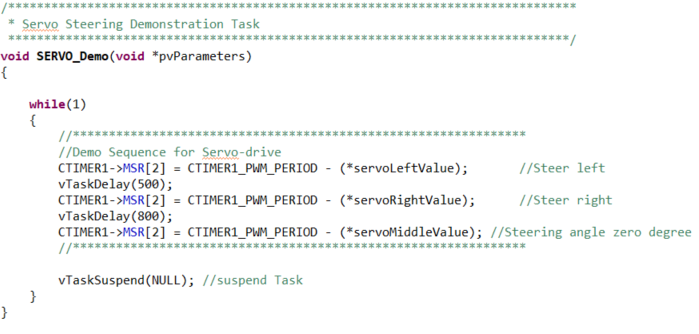 /*******************************************************************************
 * Servo Steering Demonstration Task
 ******************************************************************************/
void SERVO_Demo(void *pvParameters)
{
while(1)
{
//***************************************************************
//Demo Sequence for Servo-drive
CTIMER1->MSR[2] = CTIMER1_PWM_PERIOD - (*servoLeftValue); //Steer left
vTaskDelay(500);
CTIMER1->MSR[2] = CTIMER1_PWM_PERIOD - (*servoRightValue); //Steer right
vTaskDelay(800);
CTIMER1->MSR[2] = CTIMER1_PWM_PERIOD - (*servoMiddleValue); //Steering angle zero degree
//***************************************************************
vTaskSuspend(NULL); //suspend Task
}
}